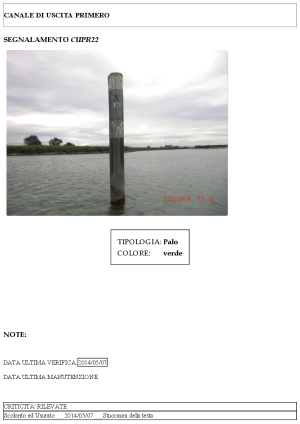 CANALE DI USCITA PRIMERO
SEGNALAMENTO CUPR22
TIPOLOGIA: Palo
COLORE: verde
NOTE:
DATA ULTIMA VERIFICA 2014/05/07
DATA ULTIMA MANUTENZIONE
CRITICITA' RILEVATE
Scolorito ed Usurato 2014/05/07 Stuccatura della testa